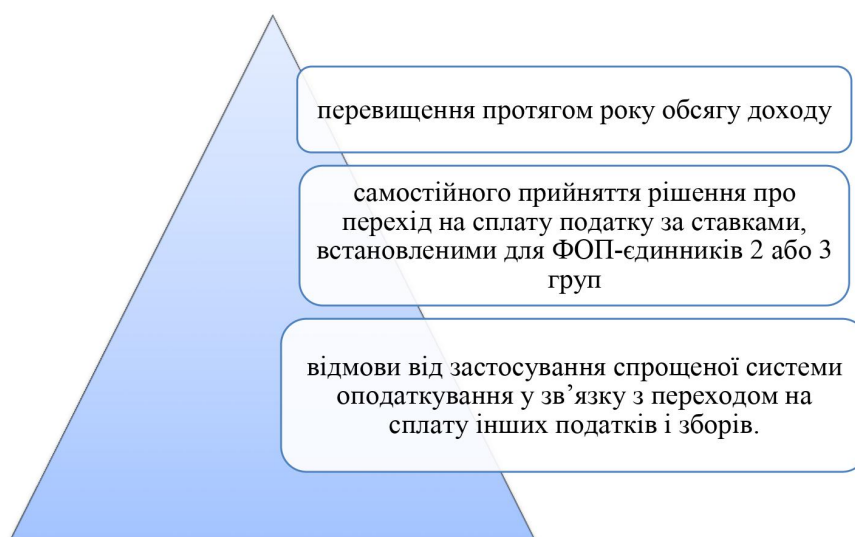 перевищення протягом року обсягу доходу
самостійного прийняття рішення про
перехід на сплату податку за ставками,
встановленими для ФОП-єдинників 2 або 3
груп
відмови від застосування спрощеної системи
оподаткування у зв’язку з переходом на
сплату інших податків і зборів.